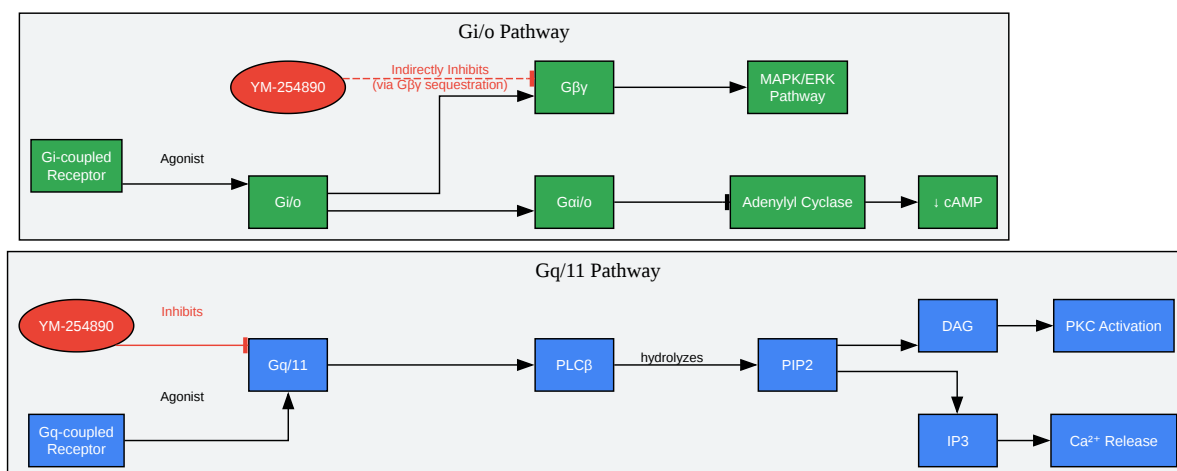 Gi/o Pathway
YM-254890
Indirectly Inhibits
(via Gβγ sequestration)
Gβγ
MAPK/ERK
Pathway
Gi-coupled
Receptor
Agonist
Gi/o
Gαi/o
Adenylyl Cyclase
↓ cAMP
Gq/11 Pathway
YM-254890
Inhibits
Gq/11
PLCβ
hydrolyzes
PIP2
DAG
PKC Activation
Agonist
Gq-coupled
Receptor
IP3
Ca²⁺ Release